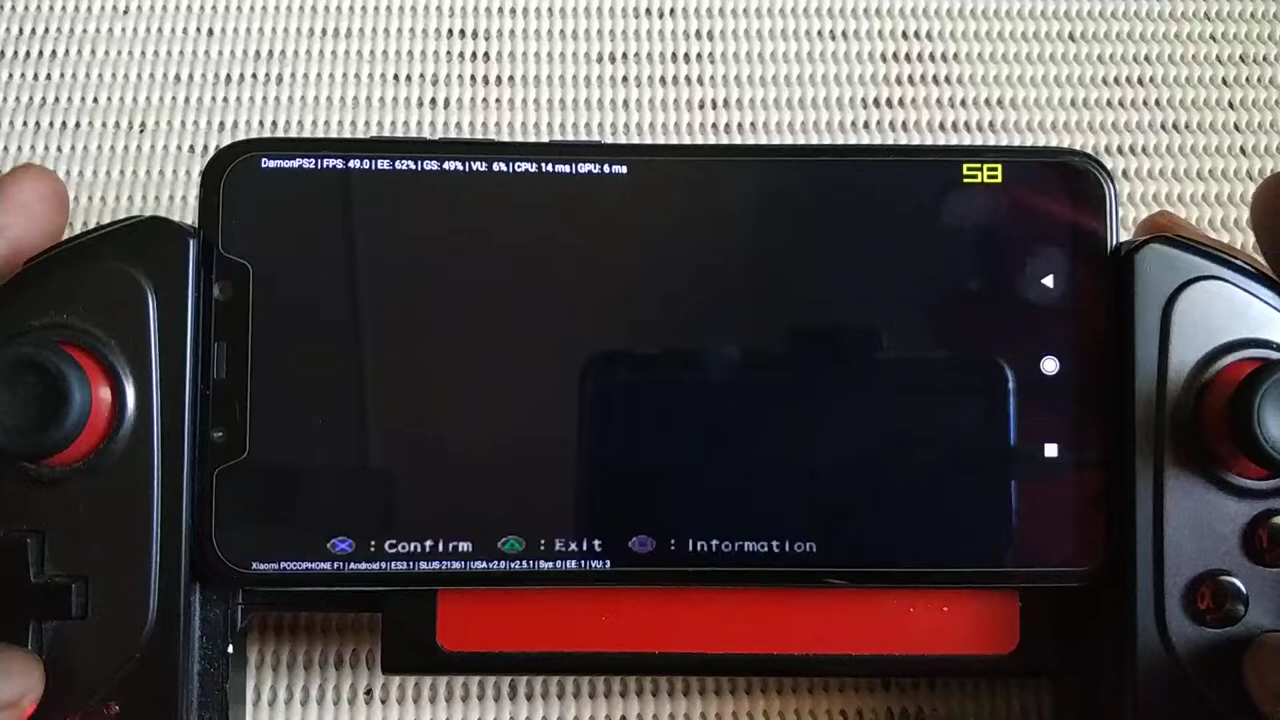 DamonPS2 | FPS: 49.0 | EE: 62% | GS: 49% | VU: 6% | CPU: 14 ms | GPU: 6 ms
58
: Confirm : Exit : Information
Xiaomi POCOPHONE F1 | Android 9 | ES3.1 | SLUS-21361 | USA v2.0 | v2.5.1 | Sys: 0 | EE: 1 | VU: 3